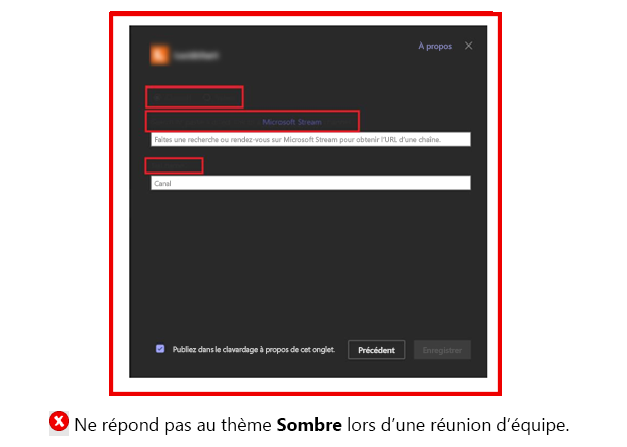 À propos
Microsoft Stream
Faites une recherche ou rendez-vous sur Microsoft Stream pour obtenir l'URL d'une chaîne.
Canal
Publiez dans le clavardage à propos de cet onglet.
Précédent
Enregistrer
Ne répond pas au thème Sombre lors d'une réunion d'équipe.